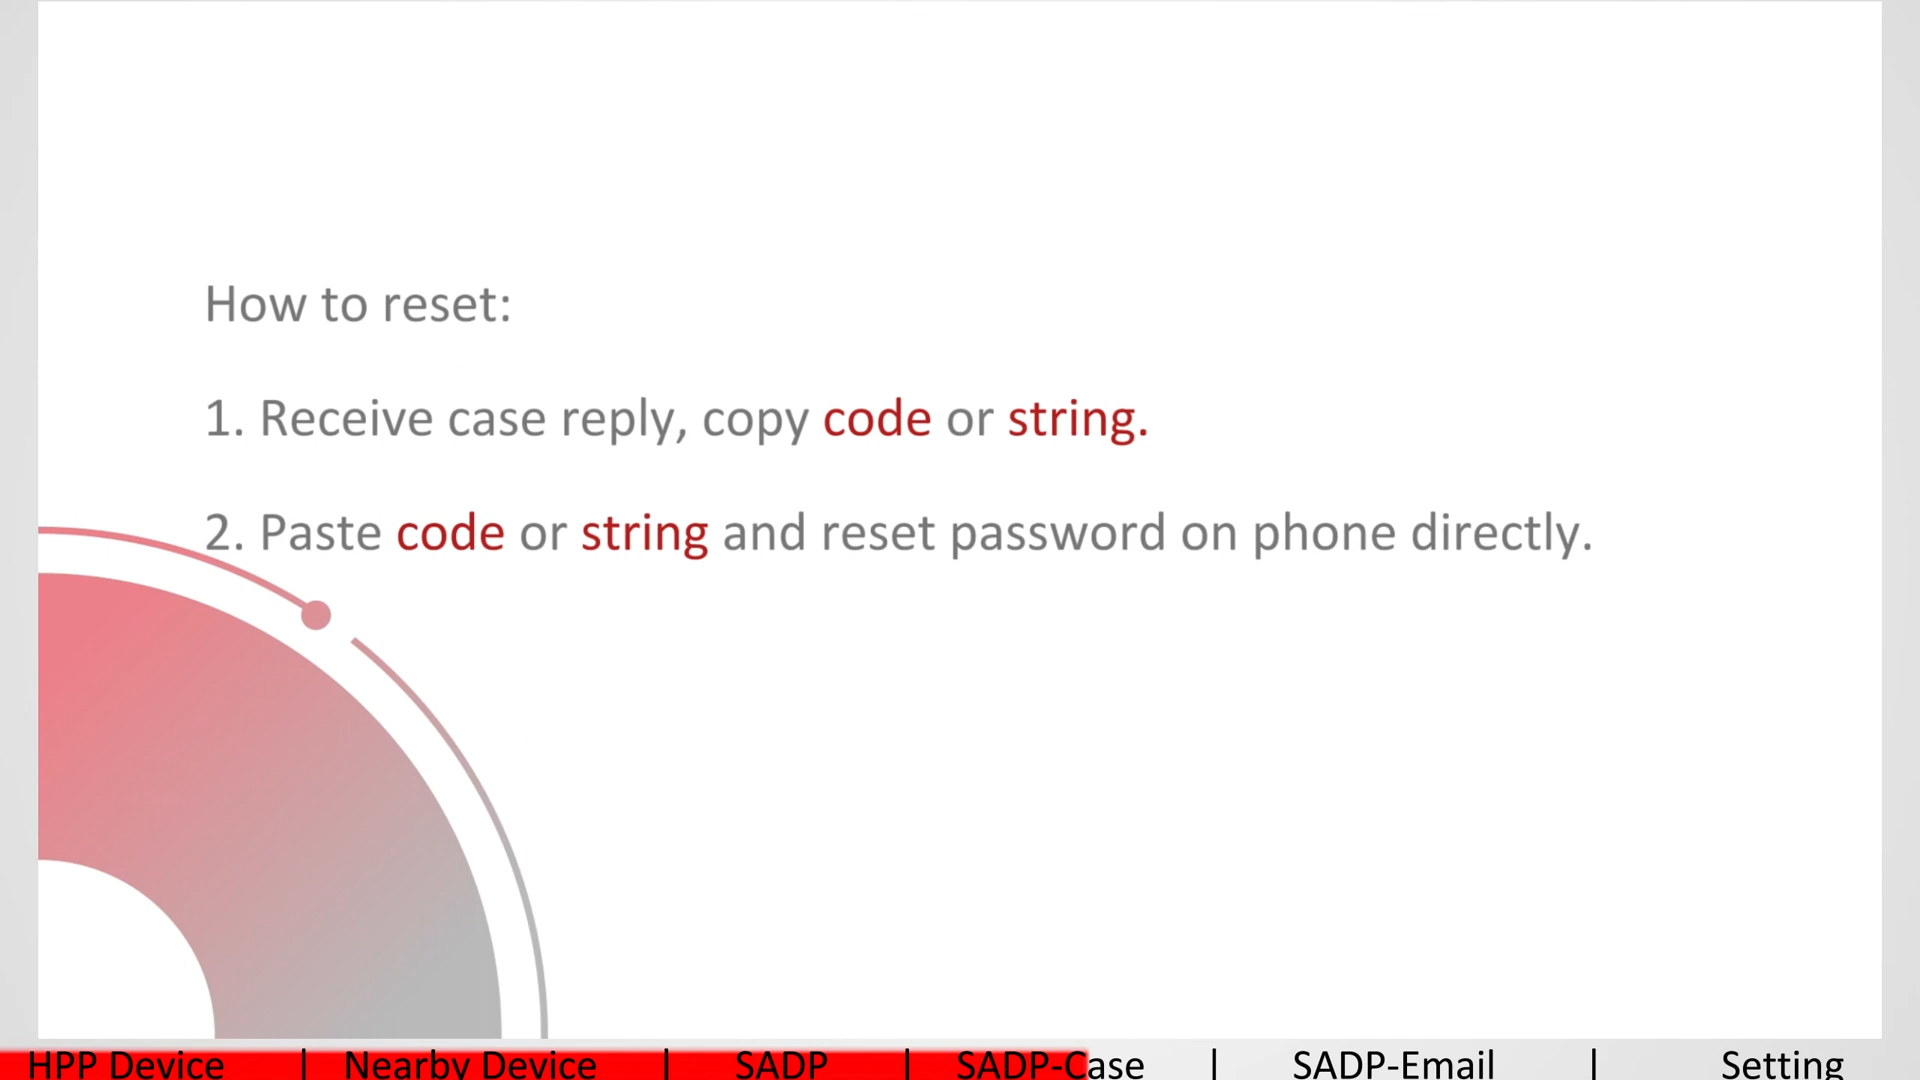 How to reset:
1. Receive case reply, copy code or string.
2. Paste code or string and reset password on phone directly.
HPP Device | Nearby Device | SADP | SADP-Case | SADP-Email | Setting